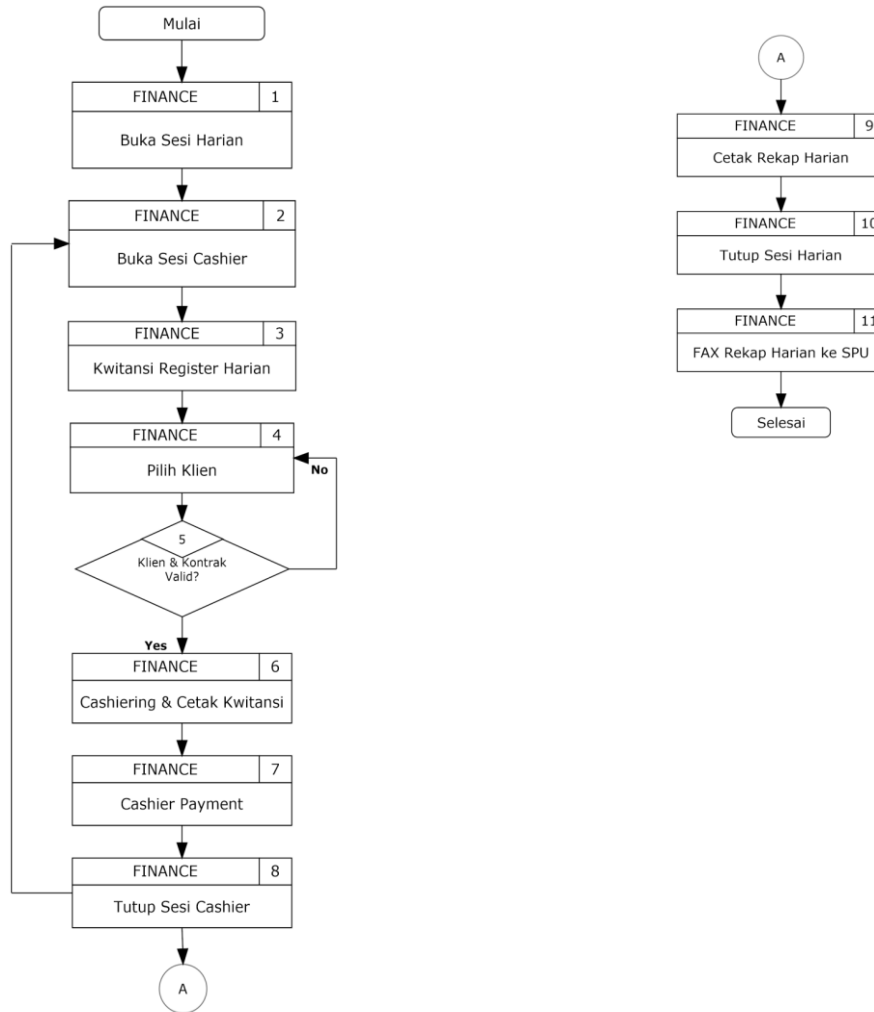 Mulai
FINANCE 1
Buka Sesi Harian
FINANCE 2
Buka Sesi Cashier
FINANCE 3
Kwitansi Register Harian
FINANCE 4
Pilih Klien
No
5
Klien & Kontrak
Valid?
Yes
FINANCE 6
Cashiering & Cetak Kwitansi
FINANCE 7
Cashier Payment
FINANCE 8
Tutup Sesi Cashier
A
A
FINANCE 9
Cetak Rekap Harian
FINANCE 10
Tutup Sesi Harian
FINANCE 11
FAX Rekap Harian ke SPU
Selesai